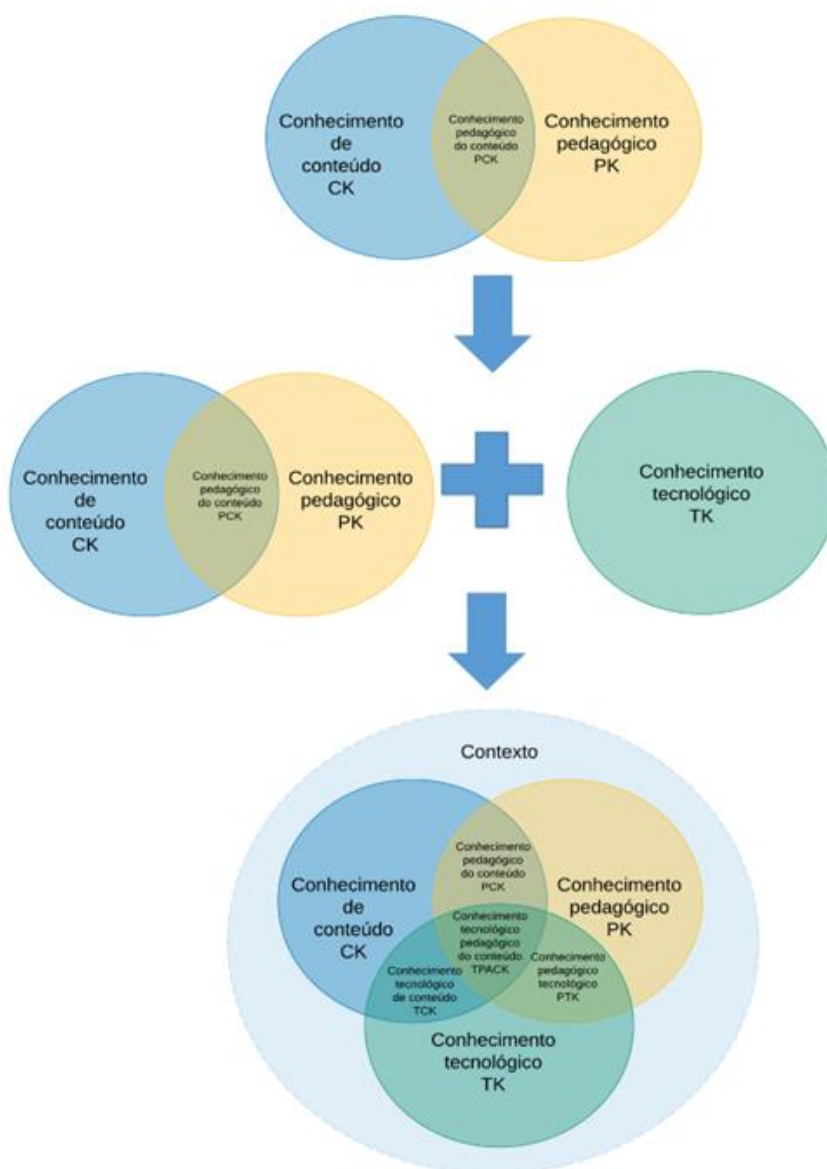 Conhecimento
de
conteúdo
CK
Conhecimento
pedagógico
do conteúdo
PCK
Conhecimento
pedagógico
PK
Conhecimento
de
conteúdo
CK
Conhecimento
pedagógico
do conteúdo
PCK
Conhecimento
pedagógico
PK
Conhecimento
tecnológico
TK
Contexto
Conhecimento
de
conteúdo
CK
Conhecimento
pedagógico
do conteúdo
PCK
Conhecimento
pedagógico
PK
Conhecimento
tecnológico
pedagógico
do conteúdo
TPACK
Conhecimento
tecnológico
de conteúdo
TCK
Conhecimento
pedagógico
tecnológico
PTK
Conhecimento
tecnológico
TK